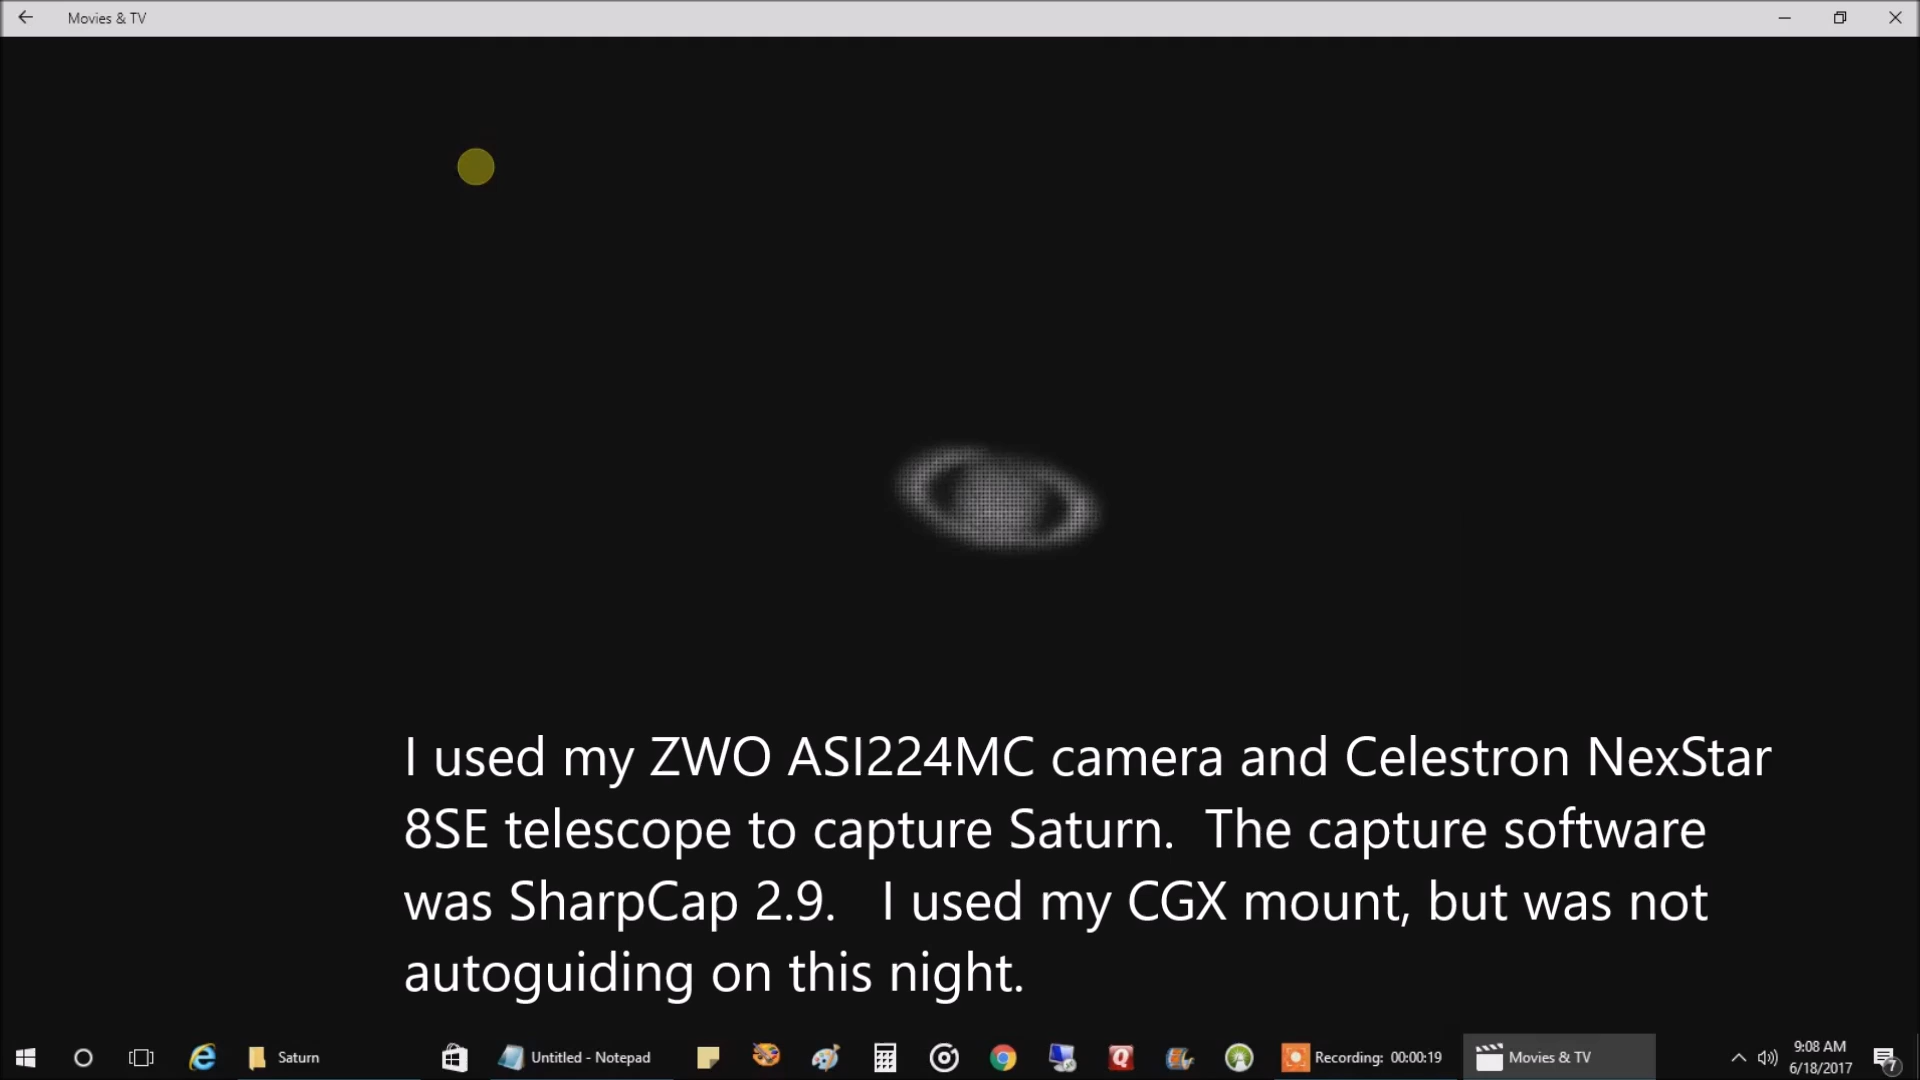 Movies & TV
I used my ZWO ASI224MC camera and Celestron NexStar
8SE telescope to capture Saturn.  The capture software
was SharpCap 2.9.   I used my CGX mount, but was not
autoguiding on this night.
Saturn
Untitled - Notepad
Recording:  00:00:19
Movies & TV
9:08 AM
6/18/2017
7